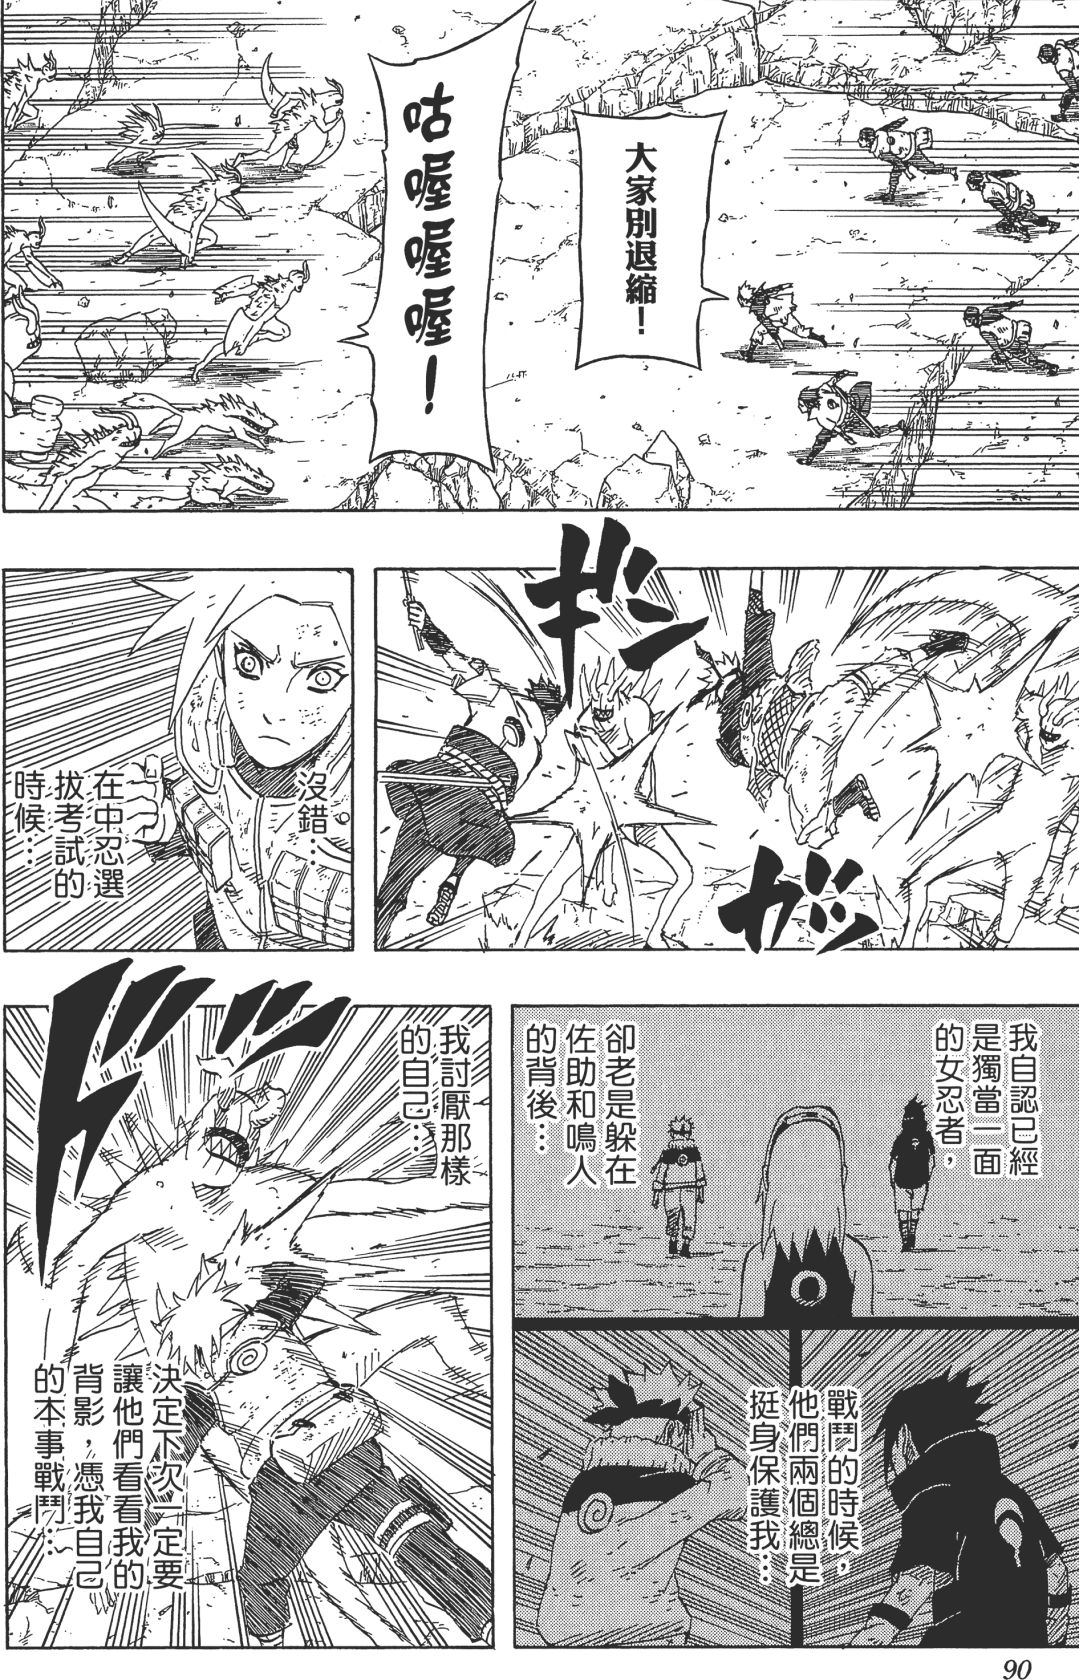 大家別退縮！
咕喔喔喔！
ギン
ガッ
沒錯…
在中忍選
拔考試的
時候…
我自認已經
是獨當一面
的女忍者，
卻老是躲在
佐助和鳴人
的背後…
戰鬥的時候，
他們兩個總是
挺身保護我…
我討厭那樣
的自己…
ドッ
決定下次一定要
讓他們看看我的
背影，憑我自己
的本事戰鬥…
90